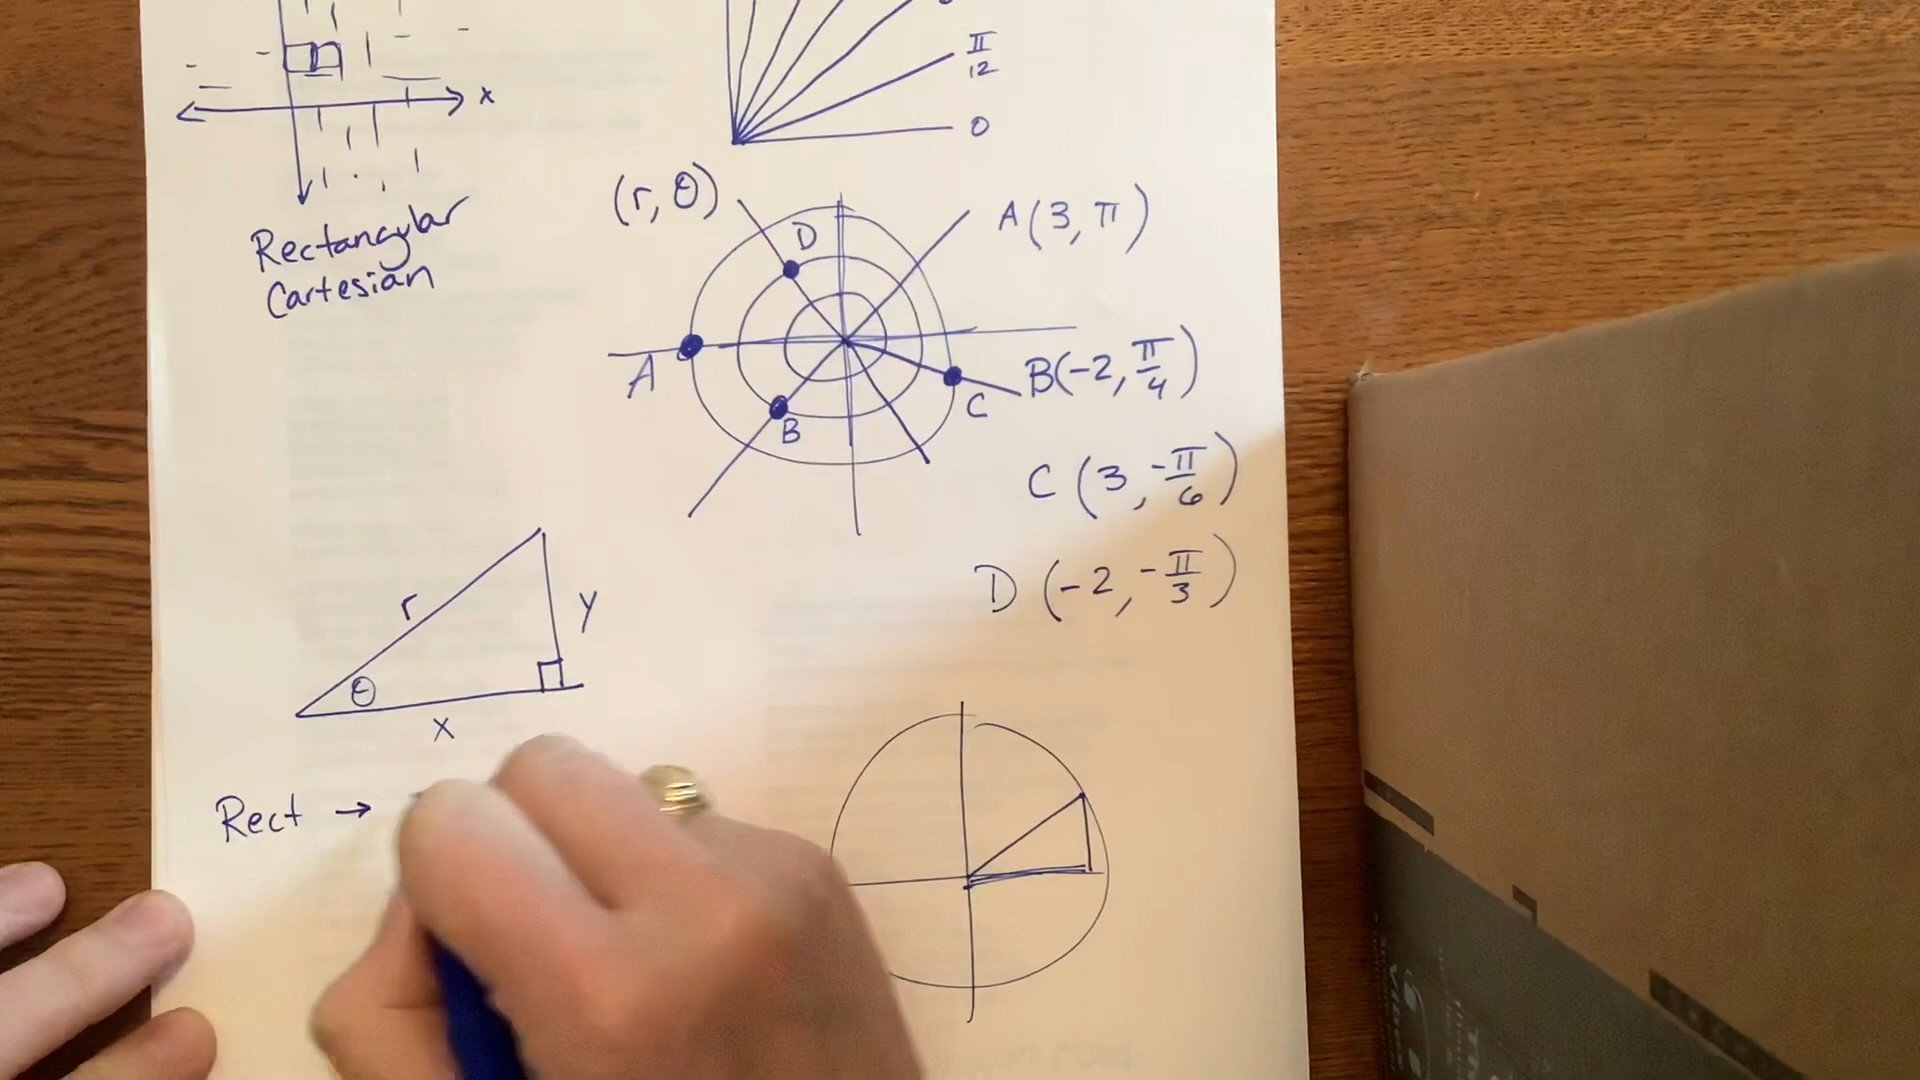 x
Rectangular
Cartesian
π/12
0
(r, θ)
D
A
B
C
A(3, π)
B(-2, π/4)
C (3, -π/6)
D (-2, -π/3)
r
y
θ
x
Rect →